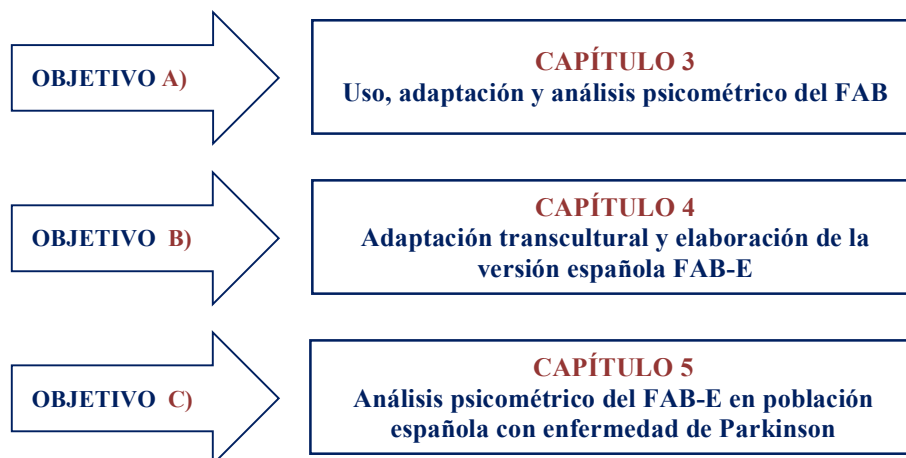 OBJETIVO A)
CAPÍTULO 3
Uso, adaptación y análisis psicométrico del FAB
OBJETIVO B)
CAPÍTULO 4
Adaptación transcultural y elaboración de la
versión española FAB-E
OBJETIVO C)
CAPÍTULO 5
Análisis psicométrico del FAB-E en población
española con enfermedad de Parkinson